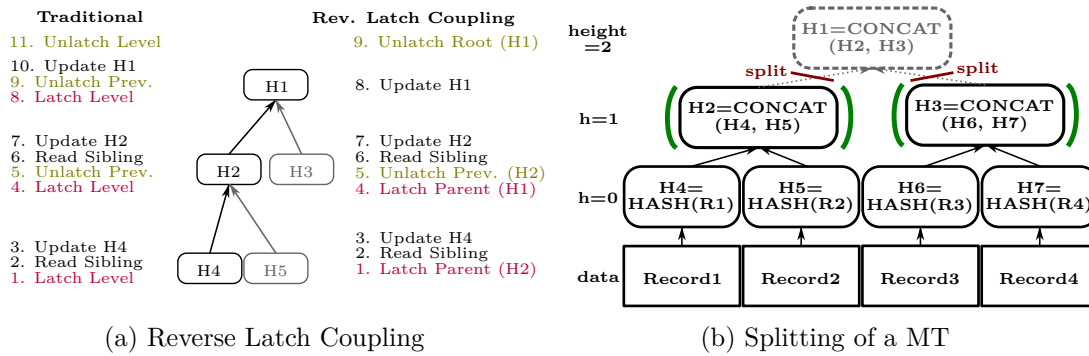 Traditional
11. Unlatch Level
10. Update H1
9. Unlatch Prev.
8. Latch Level
7. Update H2
6. Read Sibling
5. Unlatch Prev.
4. Latch Level
3. Update H4
2. Read Sibling
1. Latch Level
H1
H2
H3
H4
H5
Rev. Latch Coupling
9. Unlatch Root (H1)
8. Update H1
7. Update H2
6. Read Sibling
5. Unlatch Prev. (H2)
4. Latch Parent (H1)
3. Update H4
2. Read Sibling
1. Latch Parent (H2)
(a) Reverse Latch Coupling
height
=2
H1=CONCAT
(H2, H3)
split
split
h=1
H2=CONCAT
(H4, H5)
H3=CONCAT
(H6, H7)
h=0
H4=
HASH(R1)
H5=
HASH(R2)
H6=
HASH(R3)
H7=
HASH(R4)
data
Record1
Record2
Record3
Record4
(b) Splitting of a MT